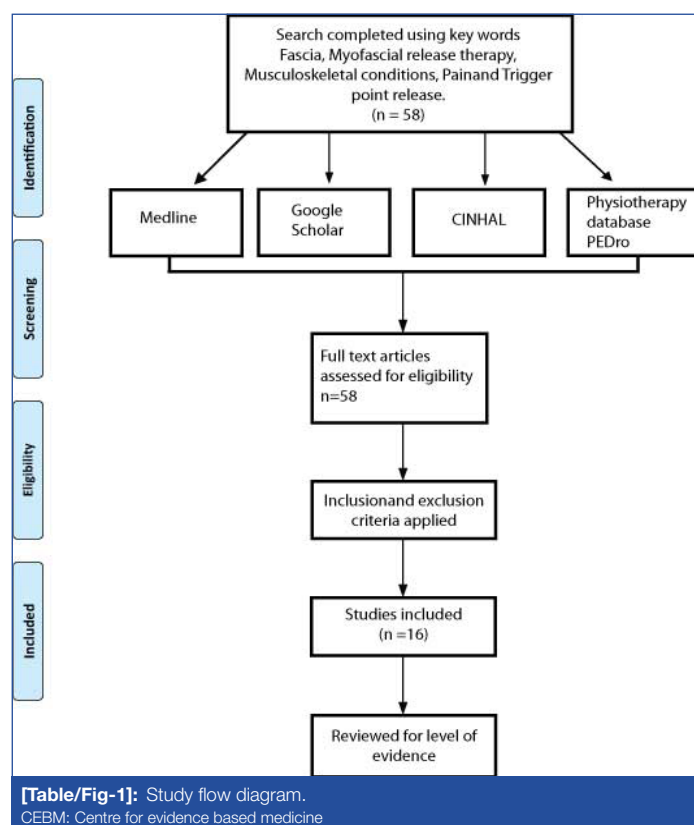 Search completed using key words
Fascia, Myofascial release therapy,
Musculoskeletal conditions, Painand Trigger
point release.
(n = 58)
Identification
Medline
Google
Scholar
CINHAL
Physiotherapy
database
PEDro
Screening
Full text articles
assessed for eligibility
n=58
Eligibility
Inclusionand exclusion
criteria applied
Included
Studies included
(n =16)
Reviewed for level of
evidence
[Table/Fig-1]: Study flow diagram.
CEBM: Centre for evidence based medicine